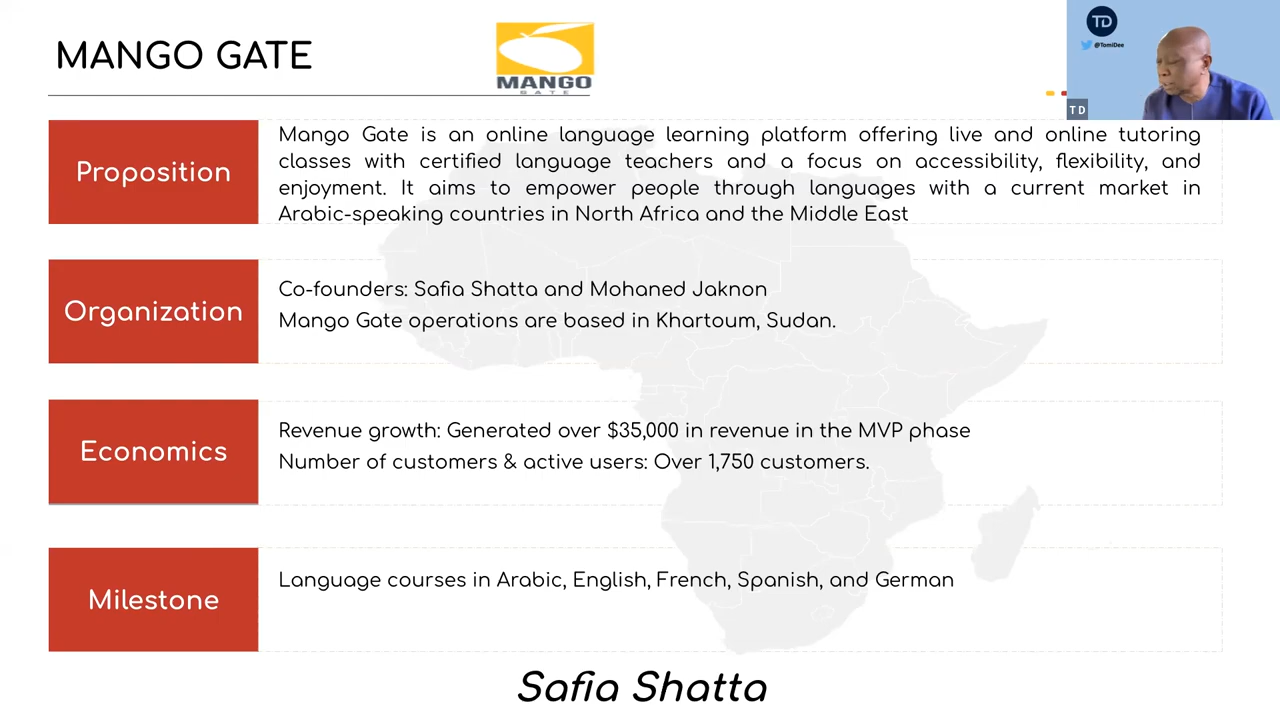 MANGO GATE
MANGO
GATE
TD
@TomiDee
TD
Proposition
Mango Gate is an online language learning platform offering live and online tutoring
classes with certified language teachers and a focus on accessibility, flexibility, and
enjoyment. It aims to empower people through languages with a current market in
Arabic-speaking countries in North Africa and the Middle East
Organization
Co-founders: Safia Shatta and Mohaned Jaknon
Mango Gate operations are based in Khartoum, Sudan.
Economics
Revenue growth: Generated over $35,000 in revenue in the MVP phase
Number of customers & active users: Over 1,750 customers.
Milestone
Language courses in Arabic, English, French, Spanish, and German
Safia Shatta